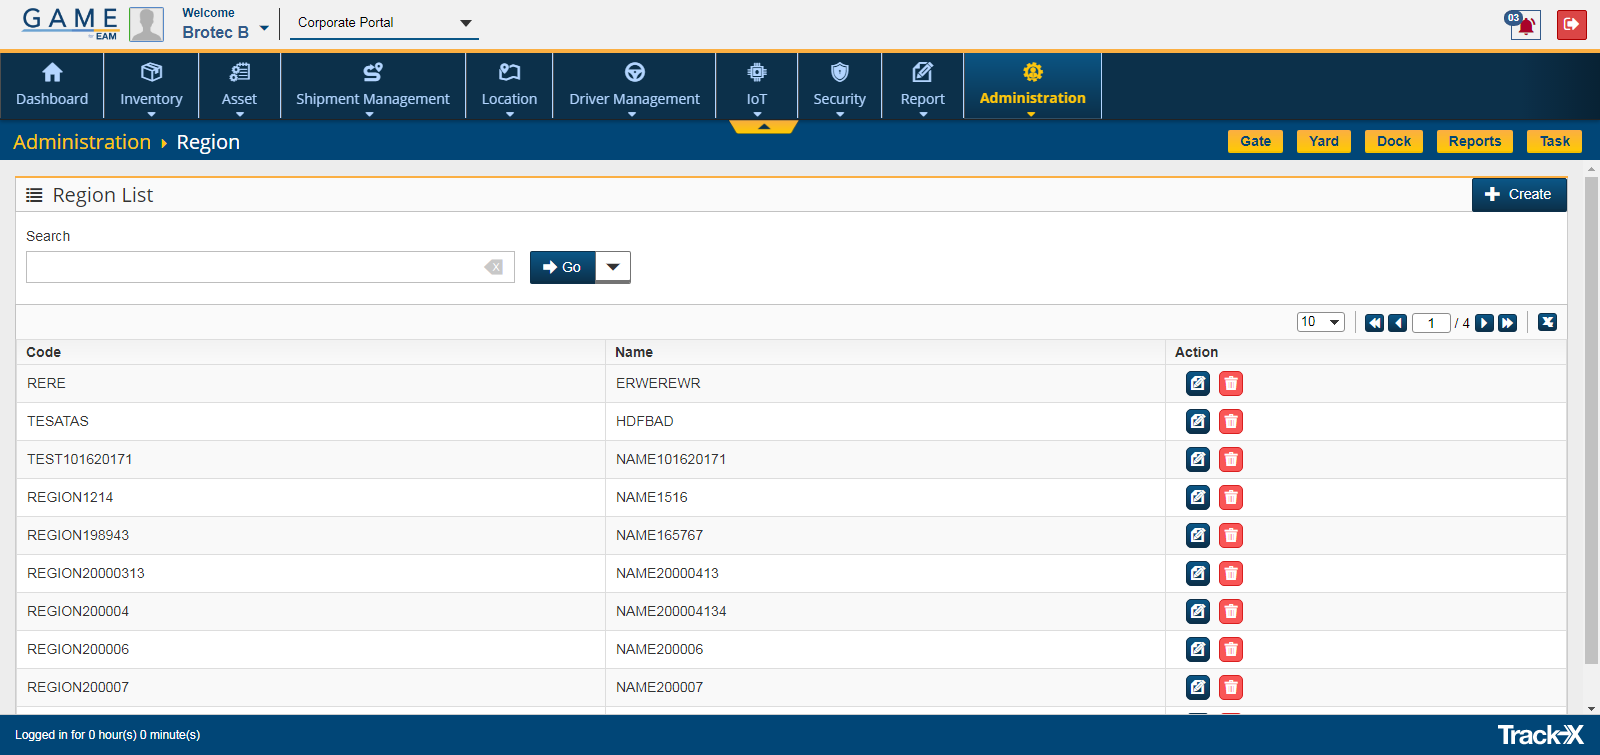 GAME
by EAM
Welcome
Brotec B
Corporate Portal
03
Dashboard
Inventory
Asset
Shipment Management
Location
Driver Management
IoT
Security
Report
Administration
Administration Region
Gate
Yard
Dock
Reports
Task
Region List
Create
Search
Go
10
1 / 4
Code Name Action
RERE ERWEREWR
TESATAS HDFBAD
TEST101620171 NAME101620171
REGION1214 NAME1516
REGION198943 NAME165767
REGION20000313 NAME20000413
REGION200004 NAME200004134
REGION200006 NAME200006
REGION200007 NAME200007
Logged in for 0 hour(s) 0 minute(s)
Track-X